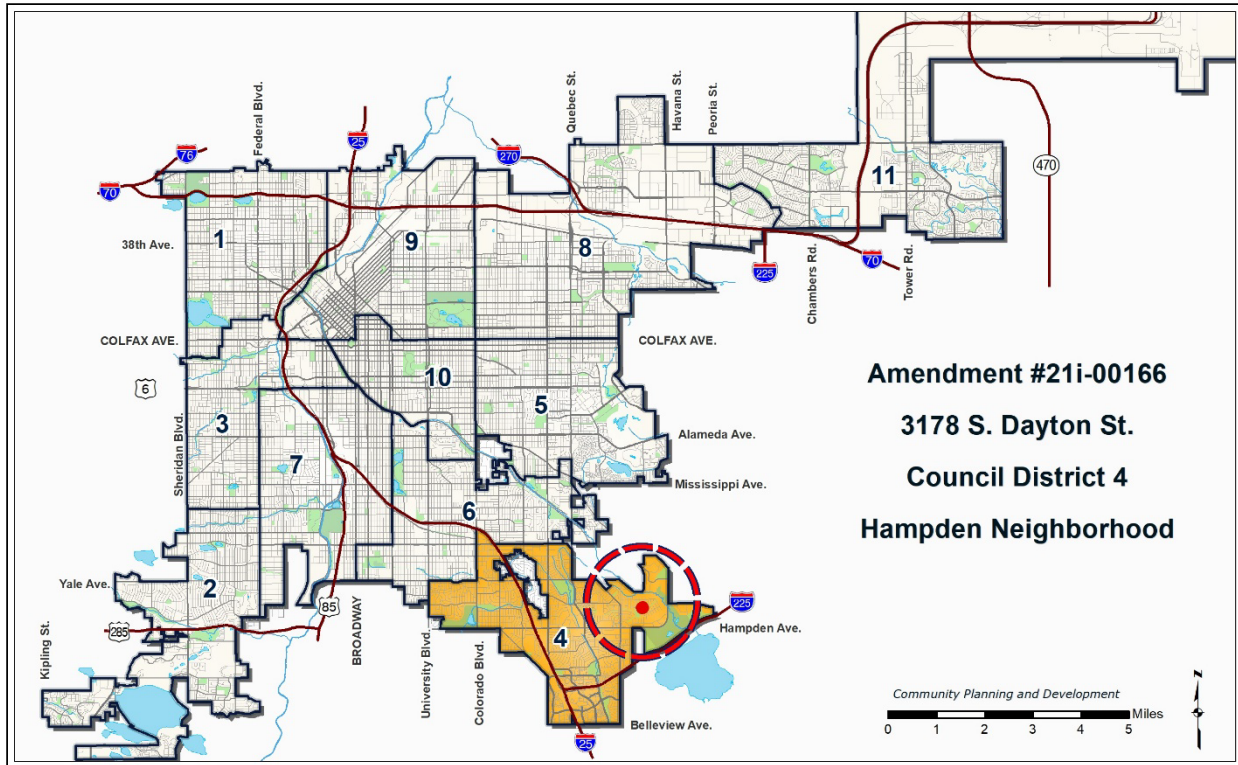 Federal Blvd.
25
Quebec St.
Havana St.
Peoria St.
76
70
270
470
11
1
9
8
38th Ave.
225
70
Chambers Rd.
Tower Rd.
COLFAX AVE.
COLFAX AVE.
6
10
Amendment #21i-00166
3
5
3178 S. Dayton St.
Sheridan Blvd.
Alameda Ave.
7
Council District 4
Mississippi Ave.
6
Hampden Neighborhood
Yale Ave.
2
85
BROADWAY
225
285
Hampden Ave.
4
Kipling St.
University Blvd.
Colorado Blvd.
Community Planning and Development
Miles
0 1 2 3 4 5
Belleview Ave.
25
N